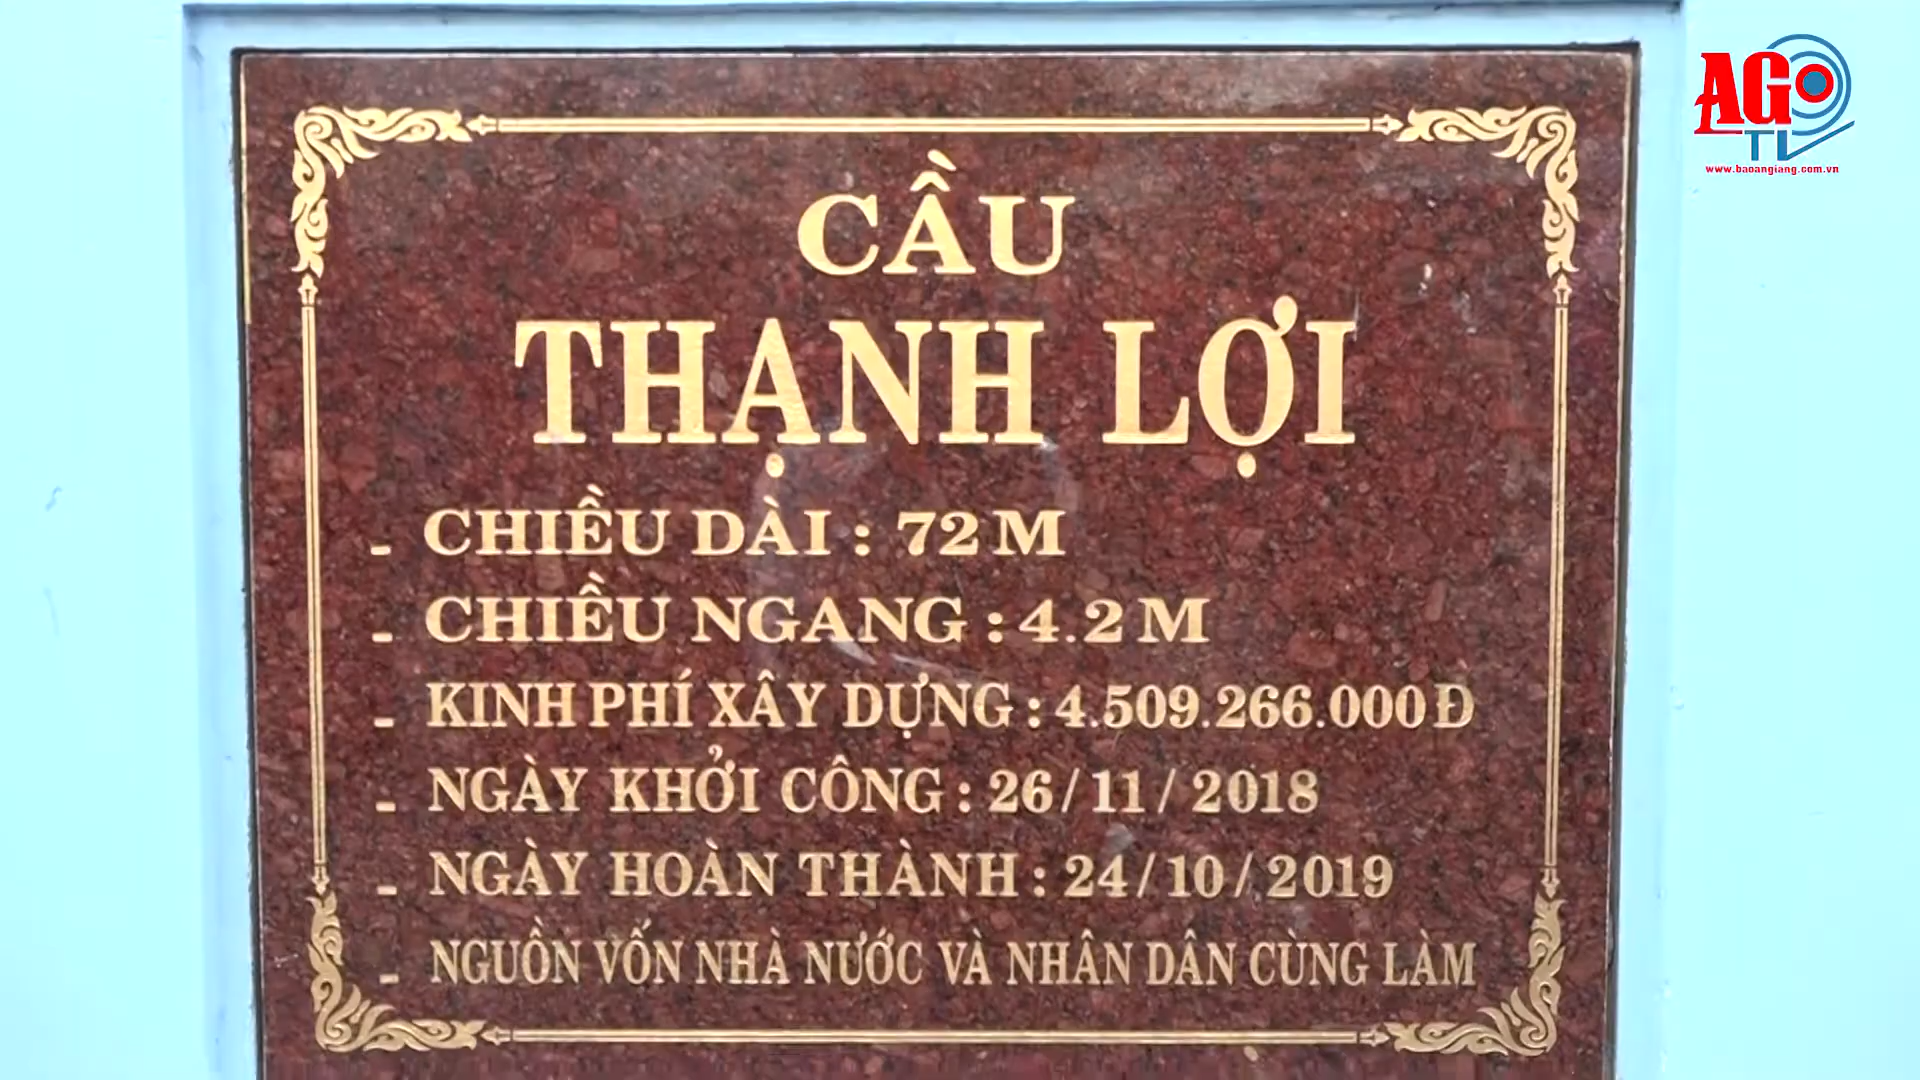 AGO
TV
www.baoangiang.com.vn
CẦU
THẠNH LỢI
- CHIỀU DÀI : 72 M
- CHIỀU NGANG : 4.2 M
- KINH PHÍ XÂY DỰNG : 4.509.266.000 Đ
- NGÀY KHỞI CÔNG : 26 / 11 / 2018
- NGÀY HOÀN THÀNH : 24 / 10 / 2019
- NGUỒN VỐN NHÀ NƯỚC VÀ NHÂN DÂN CÙNG LÀM